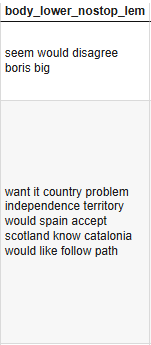 body_lower_nostop_lem
seem would disagree
boris big
want it country problem
independence territory
would spain accept
scotland know catalonia
would like follow path